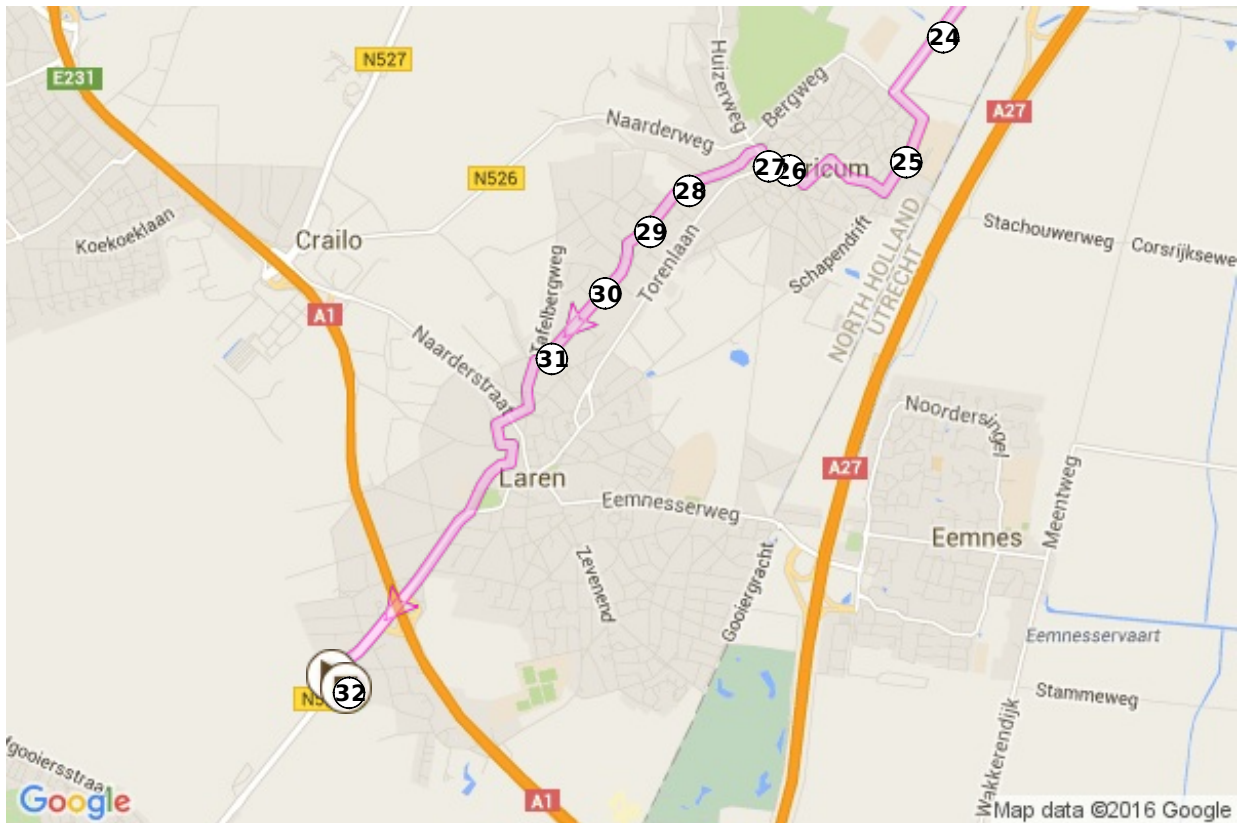 24
N527
E231
Huizerweg
Bergweg
A27
Naarderweg
27
26
ricum
25
N526
28
Koekoeklaan
Crailo
29
Torenlaan
Schapendrift
NORTH HOLLAND
UTRECHT
Stachouwerweg
Corsrijksewe
30
A1
Tafelbergweg
31
Naarderstraat
Noordersingel
A27
Laren
Eemnesserweg
Meentweg
Eemnes
Zevenend
Gooiergracht
Eemnesservaart
32
N5
Stammeweg
fgooiersstraa
Wakkerendijk
Google
A1
Map data ©2016 Google